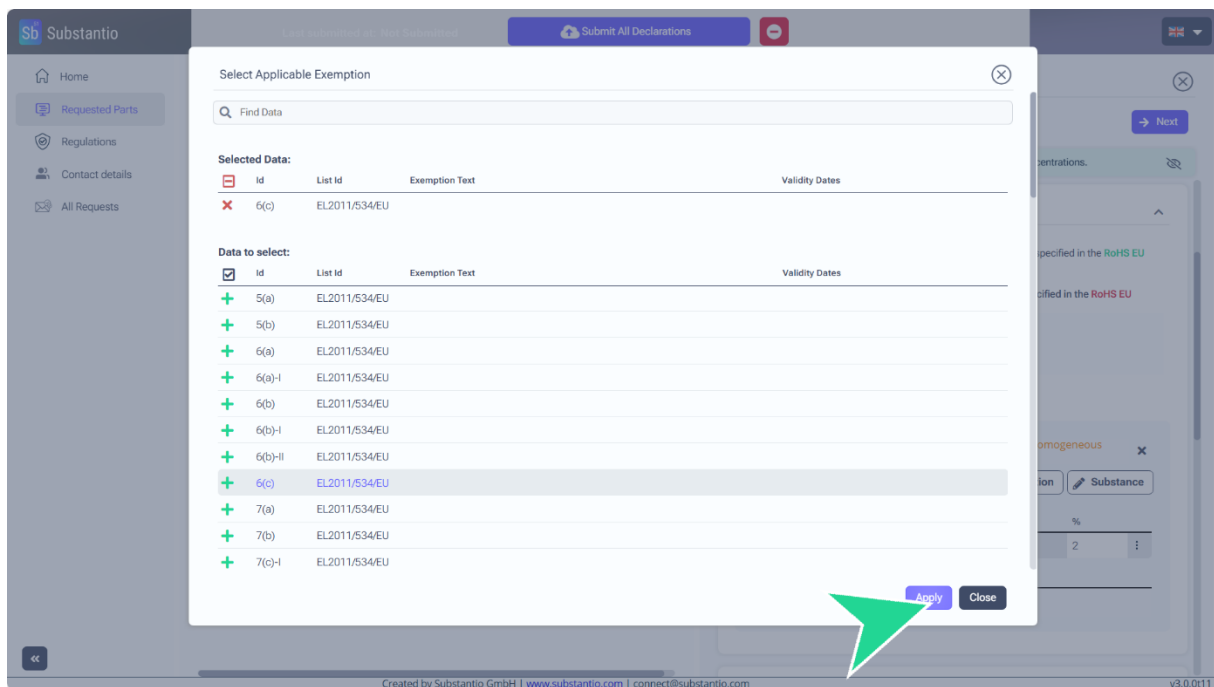 Sb Substantio
Last submitted at: Not Submitted
Submit All Declarations
Home
Requested Parts
Regulations
Contact details
All Requests
Select Applicable Exemption
Find Data
Selected Data:
Id List Id Exemption Text Validity Dates
6(c) EL2011/534/EU
Data to select:
Id List Id Exemption Text Validity Dates
5(a) EL2011/534/EU
5(b) EL2011/534/EU
6(a) EL2011/534/EU
6(a)-I EL2011/534/EU
6(b) EL2011/534/EU
6(b)-I EL2011/534/EU
6(b)-II EL2011/534/EU
6(c) EL2011/534/EU
7(a) EL2011/534/EU
7(b) EL2011/534/EU
7(c)-I EL2011/534/EU
Apply Close
Next
centrations.
specified in the RoHS EU
cified in the RoHS EU
omogeneous
ion Substance
%
2
Created by Substantio GmbH | www.substantio.com | connect@substantio.com
v3.0.0t11